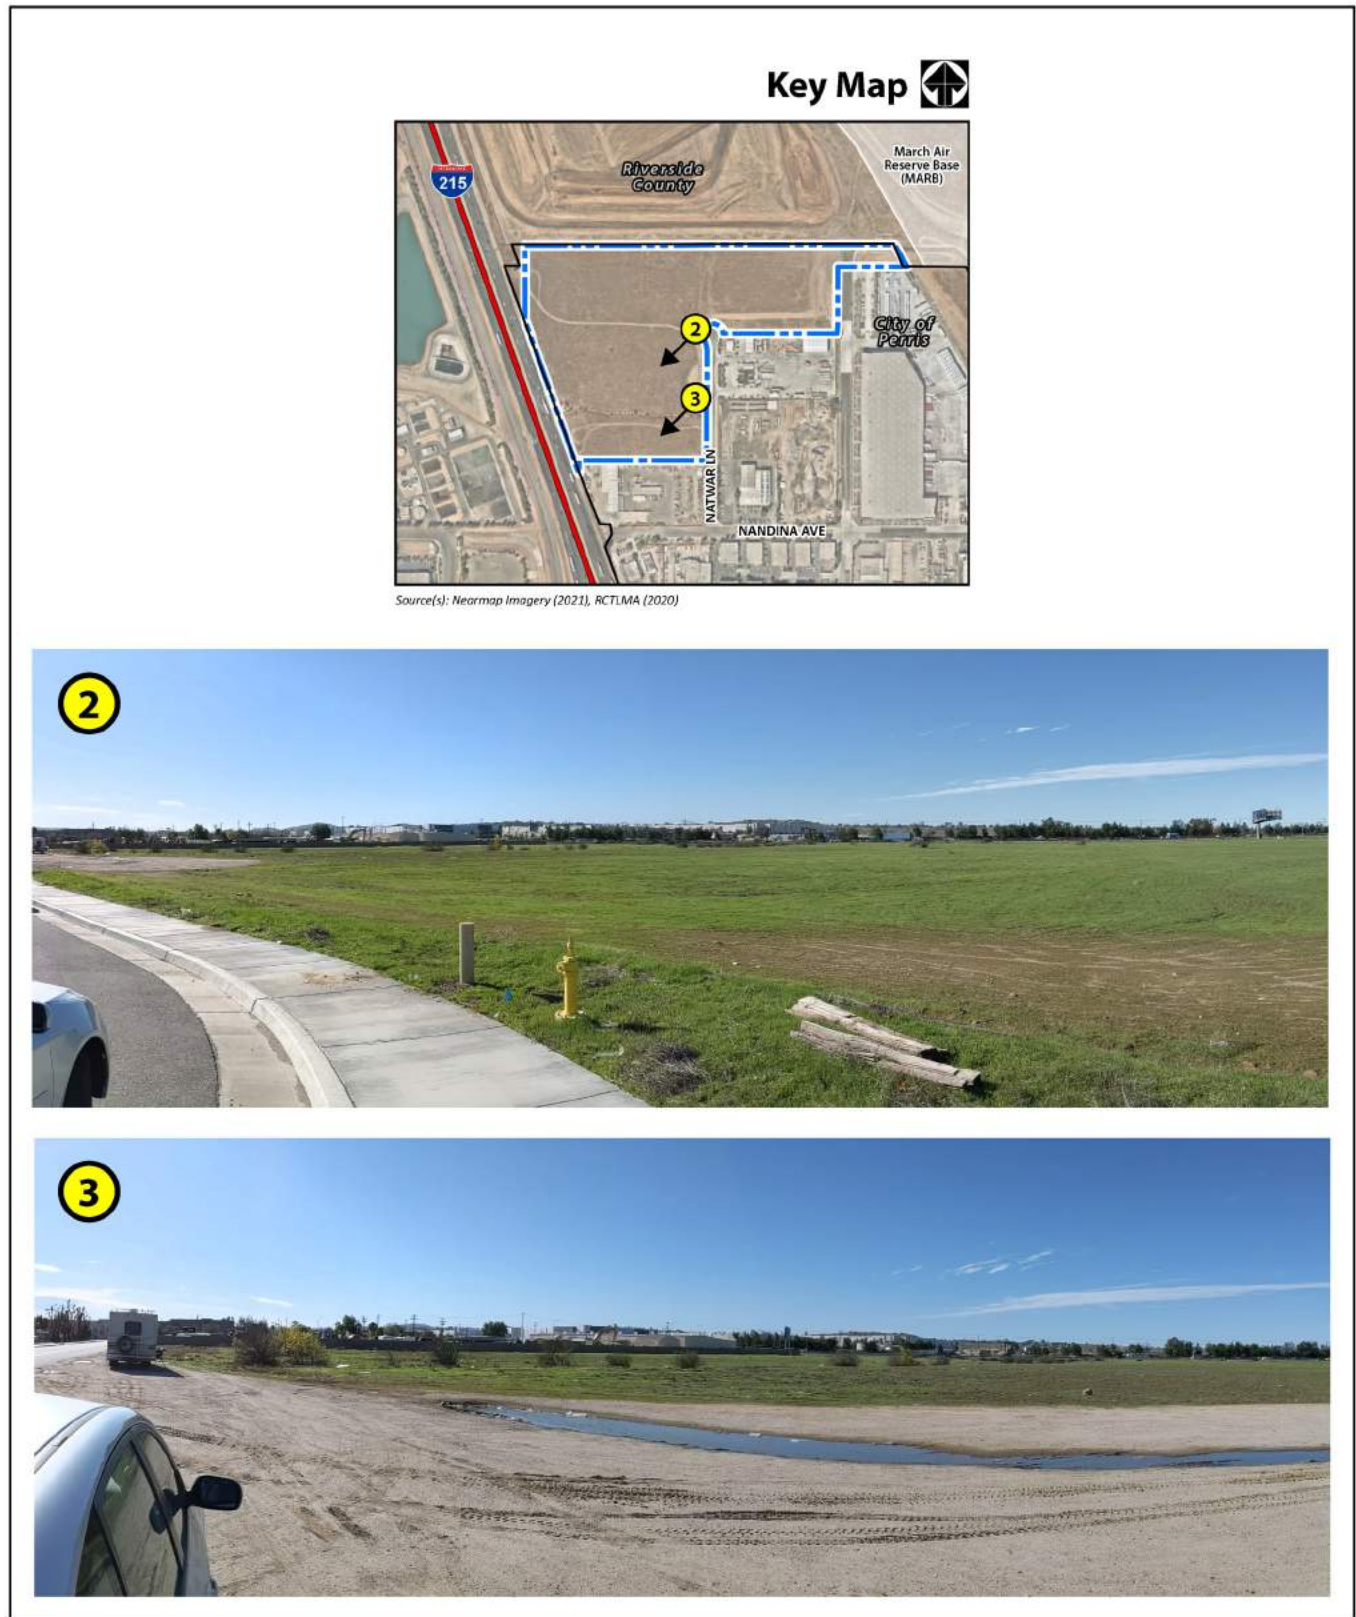 Key Map
215
Riverside
County
March Air
Reserve Base
(MARB)
2
City of
Perris
3
NATWAR LN
NANDINA AVE
Source(s): Nearmap Imagery (2021), RCTLMA (2020)
2
3